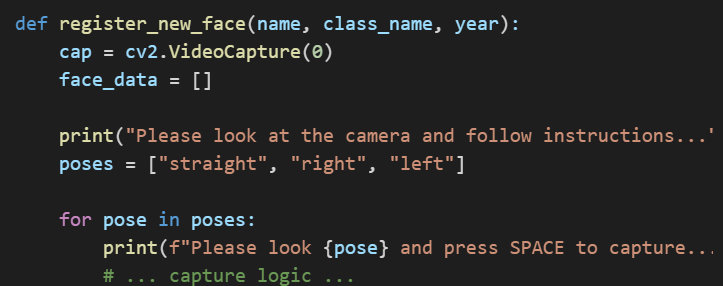 def register_new_face(name, class_name, year):
    cap = cv2.VideoCapture(0)
    face_data = []
    print("Please look at the camera and follow instructions..."
    poses = ["straight", "right", "left"]
    for pose in poses:
        print(f"Please look {pose} and press SPACE to capture...
        # ... capture logic ...